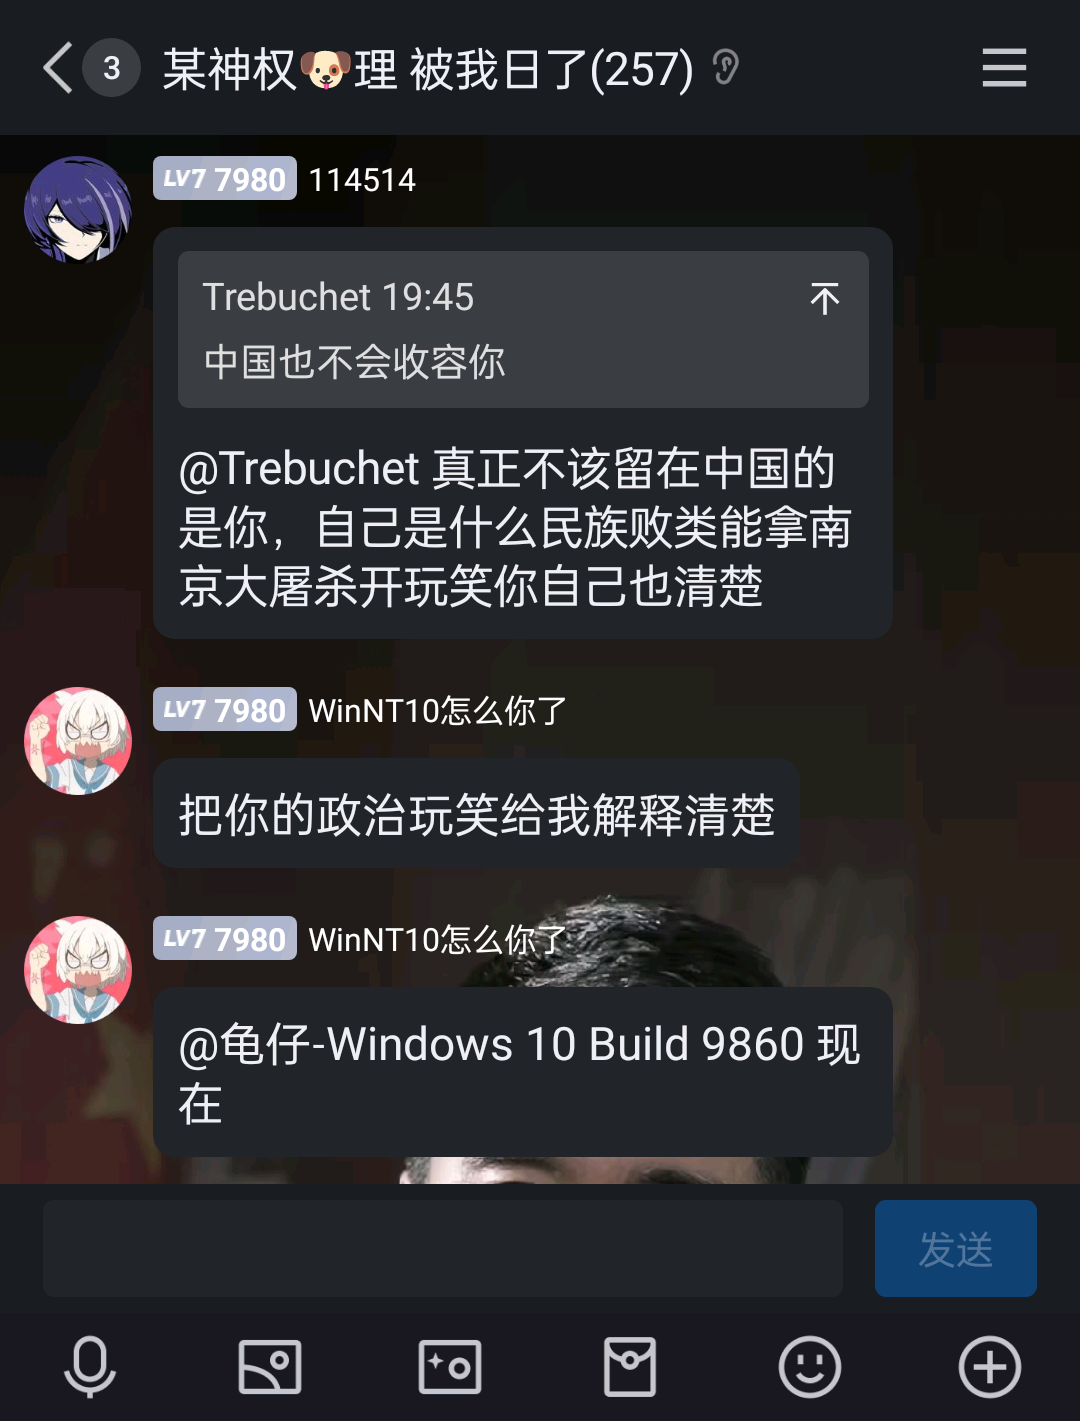 3 某神权🐶理 被我日了(257)
LV7 7980 114514
Trebuchet 19:45
中国也不会收容你
@Trebuchet 真正不该留在中国的
是你，自己是什么民族败类能拿南
京大屠杀开玩笑你自己也清楚
LV7 7980 WinNT10怎么你了
把你的政治玩笑给我解释清楚
LV7 7980 WinNT10怎么你了
@龟仔-Windows 10 Build 9860 现
在
发送